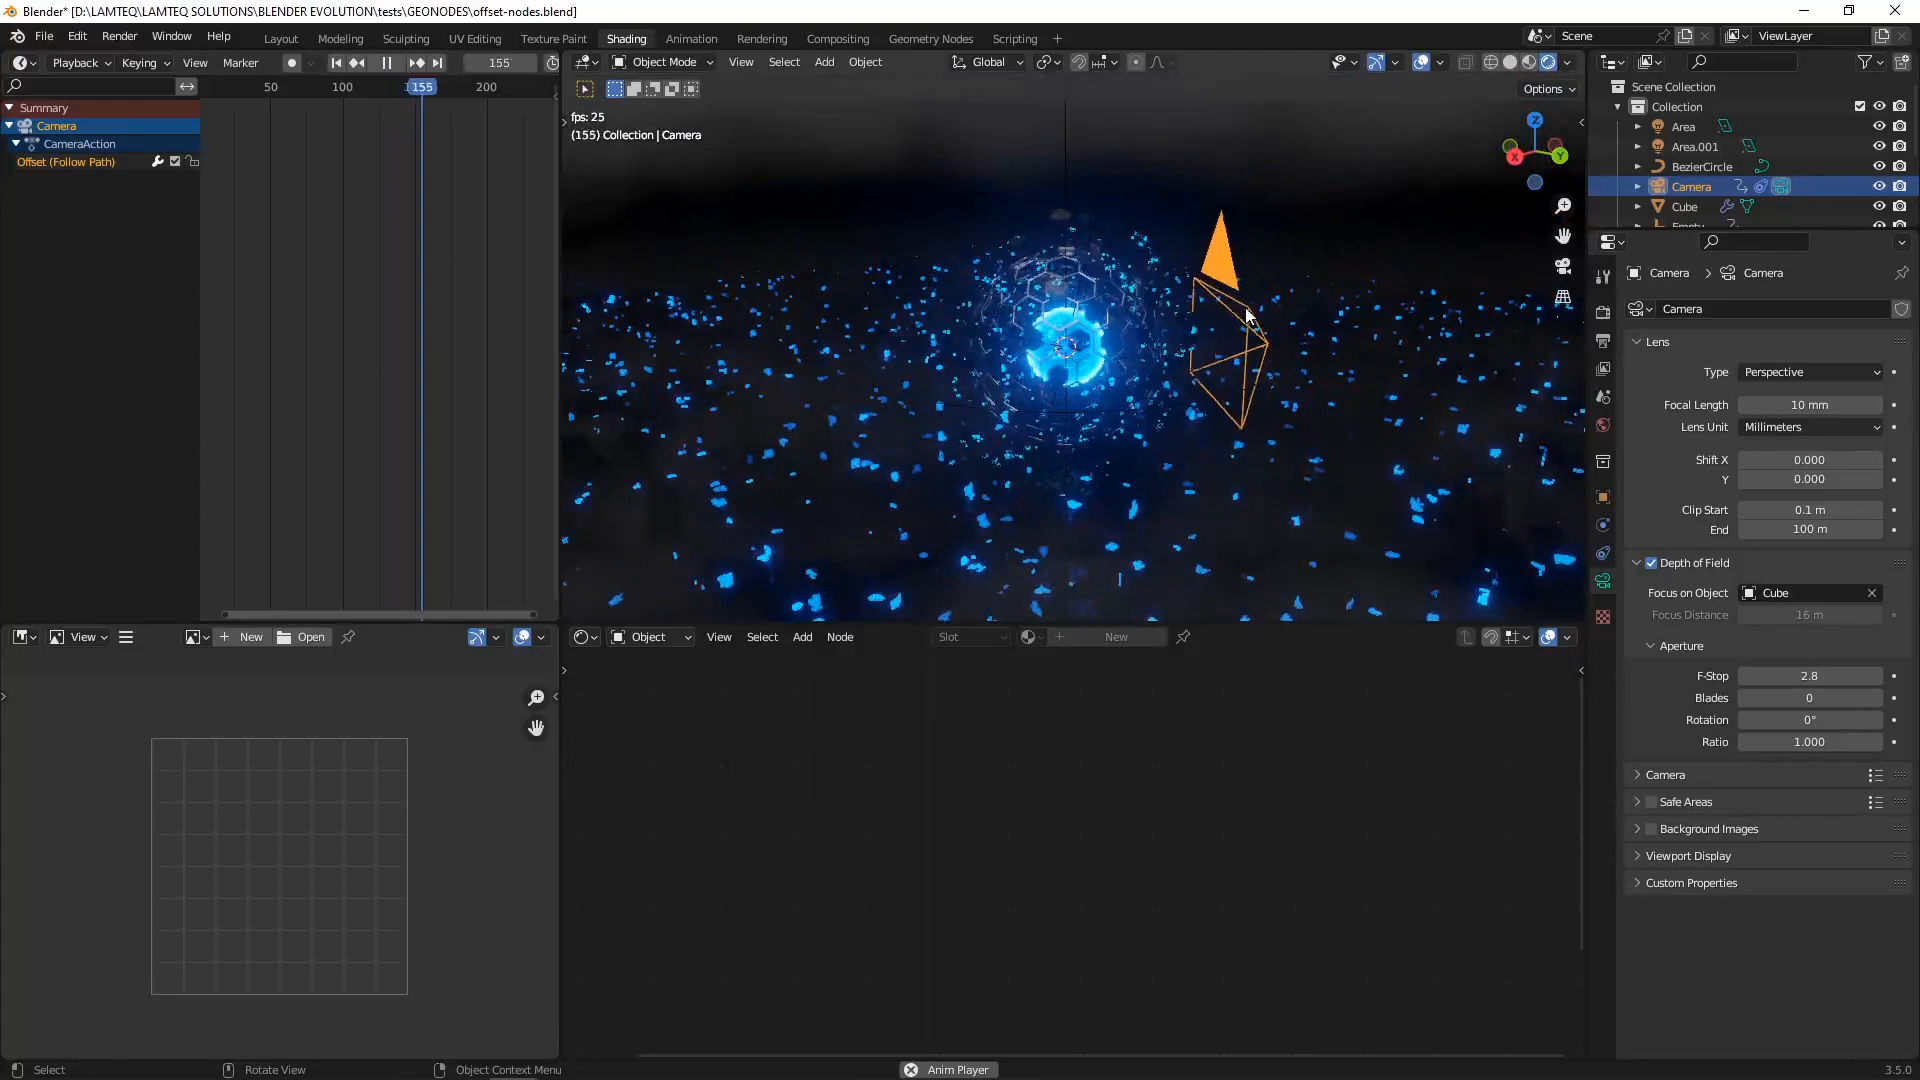 Blender* [D:\LAMTEQ\LAMTEQ SOLUTIONS\BLENDER EVOLUTION\tests\GEONODES\offset-nodes.blend]
File Edit Render Window Help Layout Modeling Sculpting UV Editing Texture Paint Shading Animation Rendering Compositing Geometry Nodes Scripting + Scene ViewLayer
Playback Keying View Marker 155 Object Mode View Select Add Object Global
50 100 155 200 Options
Summary
Camera
CameraAction
Offset (Follow Path)
fps: 25
(155) Collection | Camera
Z
X
Y
Scene Collection
Collection
Area
Area.001
BezierCircle
Camera
Cube
Camera Camera
Camera
Lens
Type Perspective
Focal Length 10 mm
Lens Unit Millimeters
Shift X 0.000
Y 0.000
Clip Start 0.1 m
End 100 m
Depth of Field
Focus on Object Cube
Focus Distance 16 m
Aperture
F-Stop 2.8
Blades 0
Rotation 0°
Ratio 1.000
Camera
Safe Areas
Background Images
Viewport Display
Custom Properties
View + New Open
Object View Select Add Node Slot + New
Select Rotate View Object Context Menu Anim Player 3.5.0